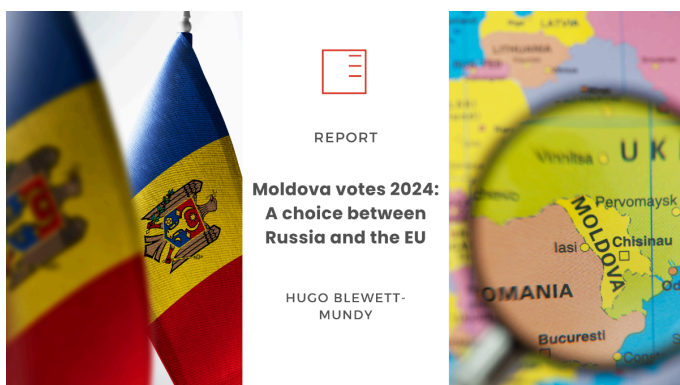 REPORT
Moldova votes 2024:
A choice between
Russia and the EU
HUGO BLEWETT-
MUNDY
LATVIA
LITHUANIA
Vinnitsa
UK
Pervomaysk
MOLDOVA
Iasi
Chisinau
OMANIA
Od
Bucuresti